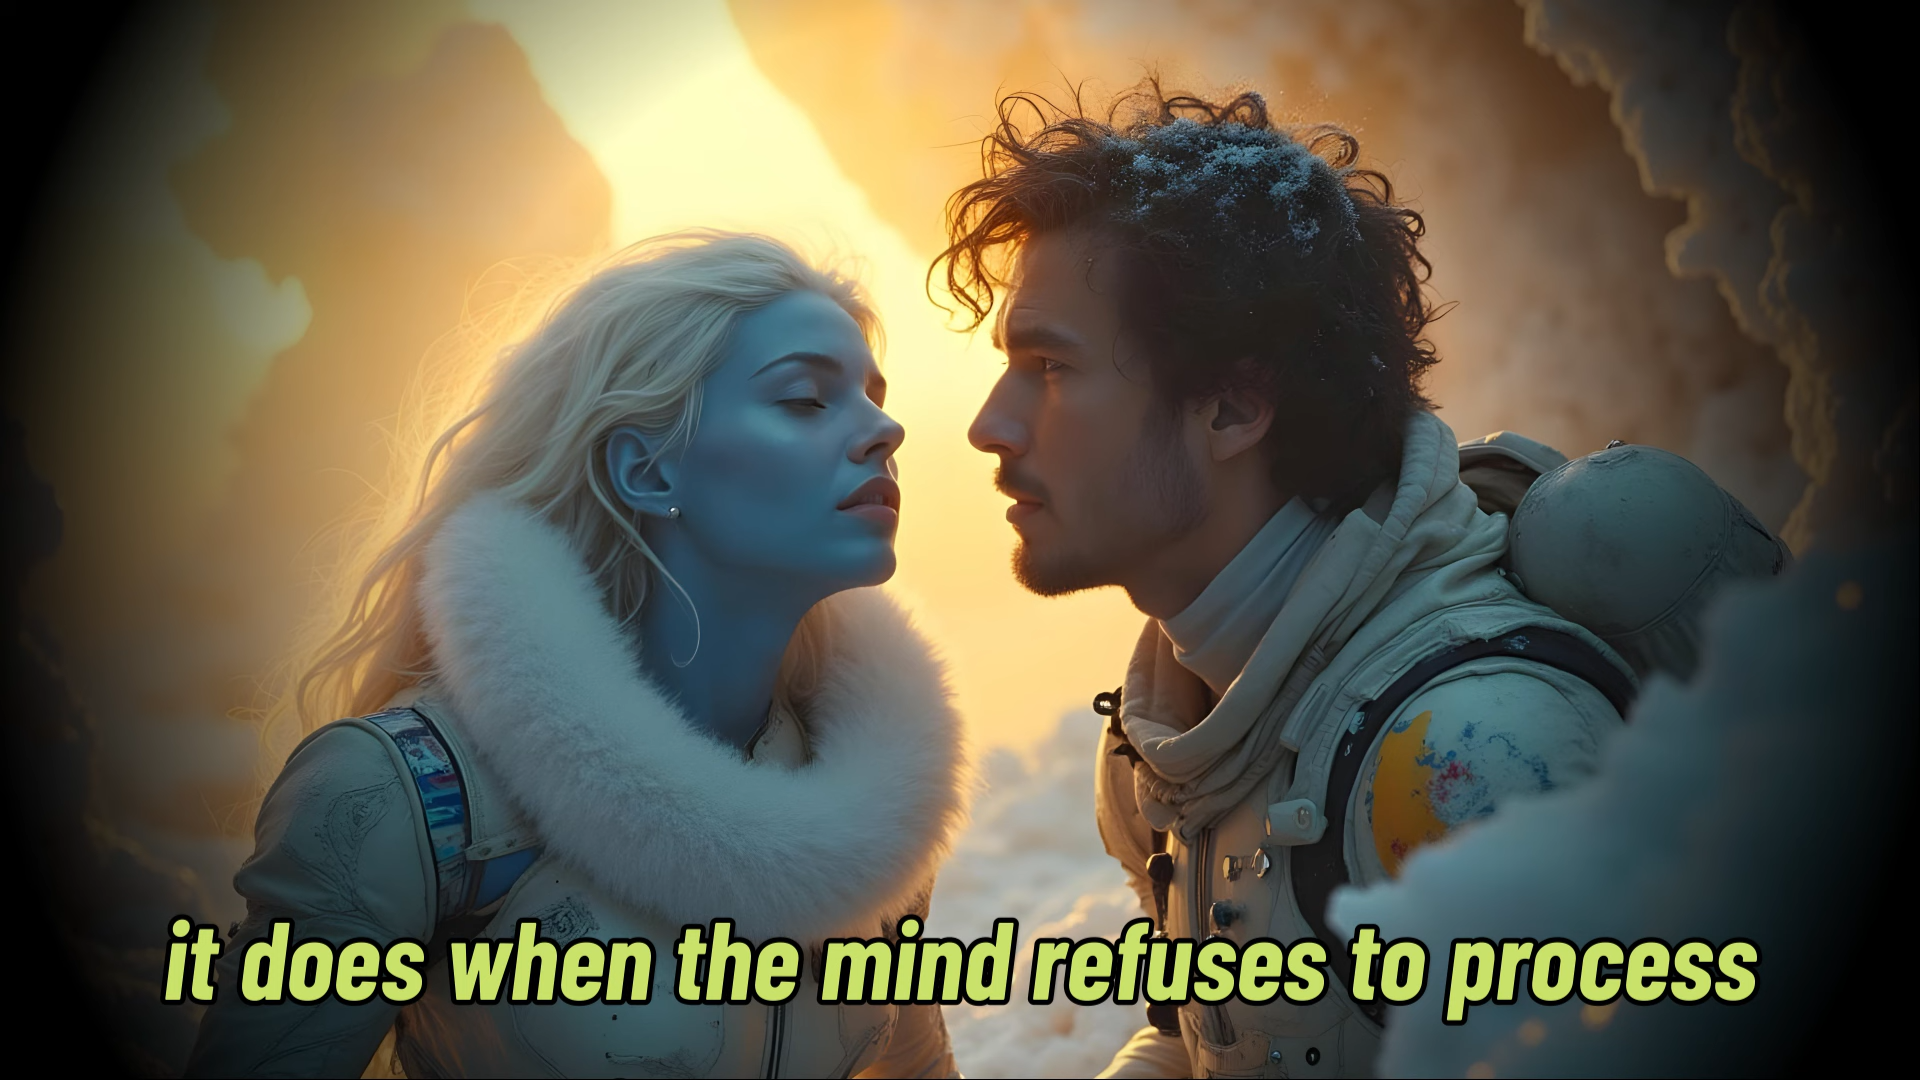 it does when the mind refuses to process